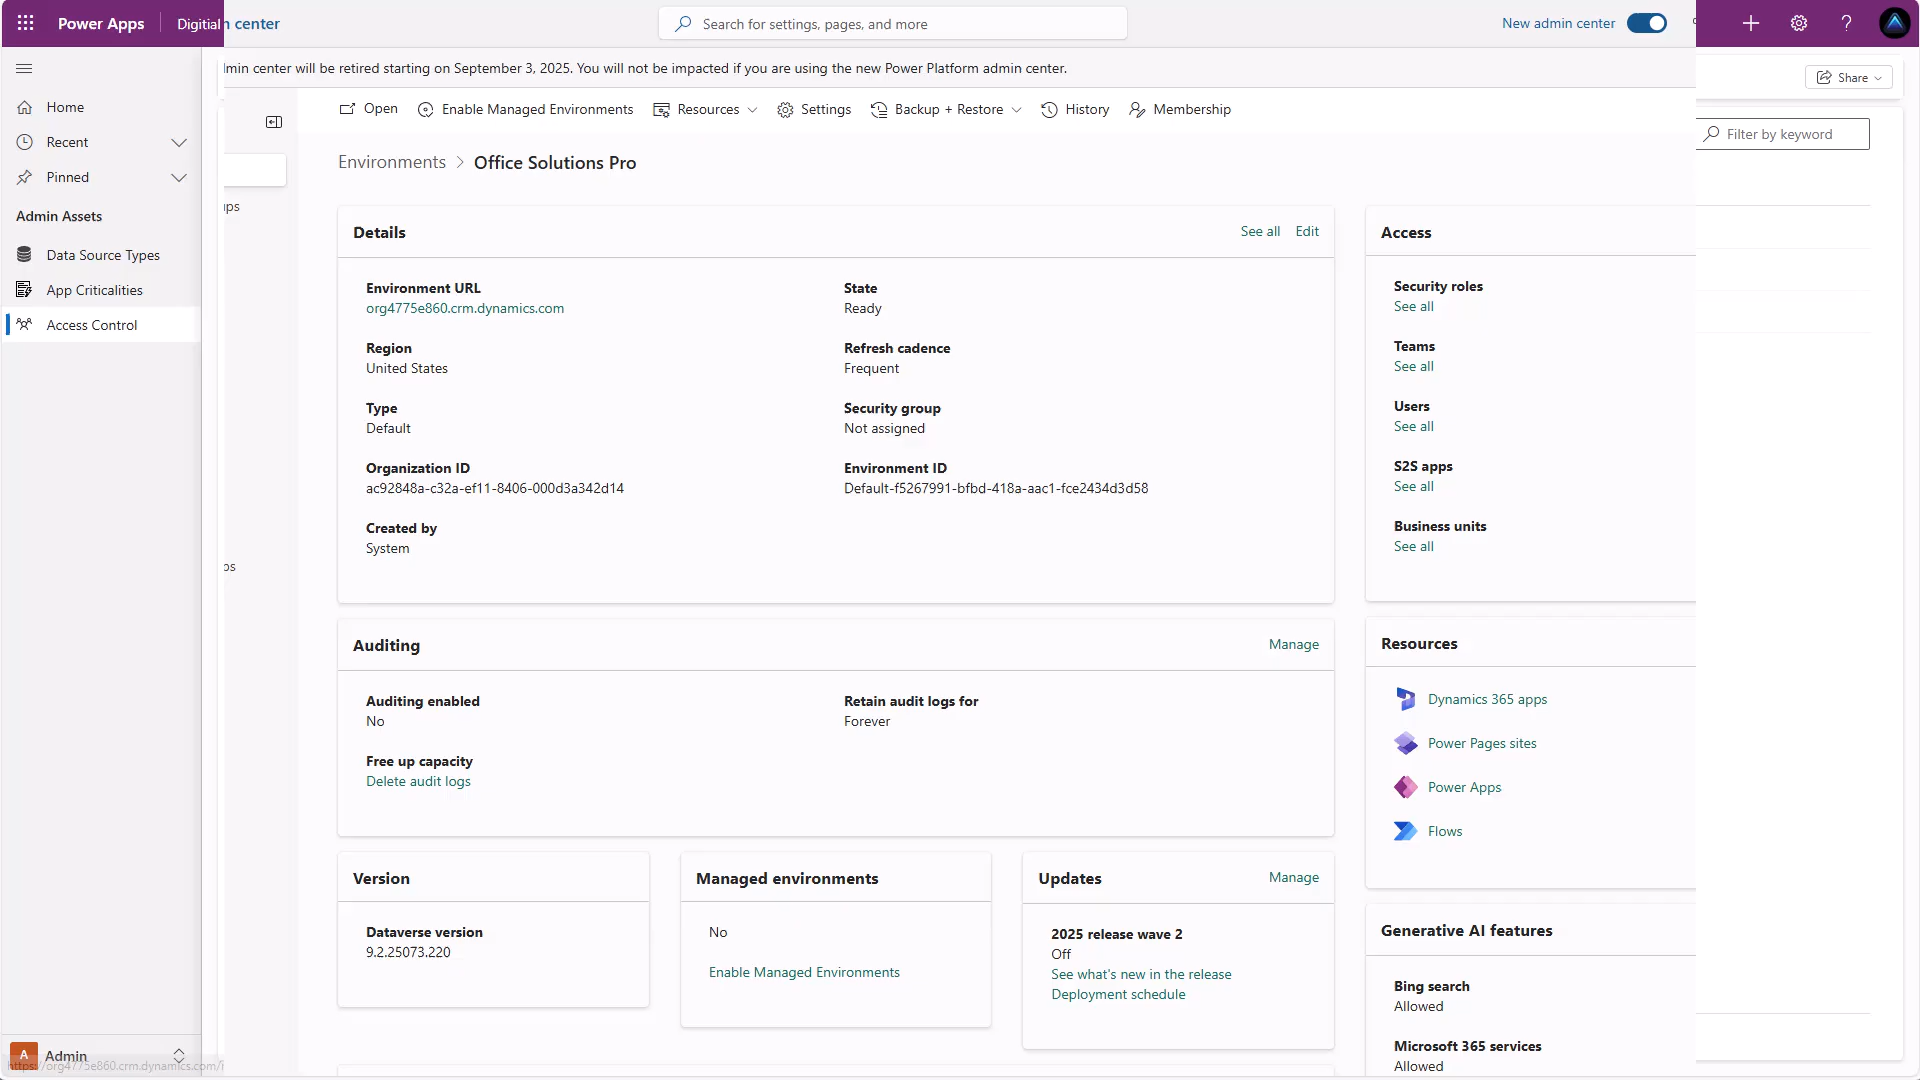 Power Apps
Digitial
n center
Search for settings, pages, and more
New admin center
lmin center will be retired starting on September 3, 2025. You will not be impacted if you are using the new Power Platform admin center.
Share
Home
Recent
Pinned
Admin Assets
Data Source Types
App Criticalities
Access Control
ups
ps
Open
Enable Managed Environments
Resources
Settings
Backup + Restore
History
Membership
Filter by keyword
Environments > Office Solutions Pro
Details
See all
Edit
Environment URL
org4775e860.crm.dynamics.com
State
Ready
Region
United States
Refresh cadence
Frequent
Type
Default
Security group
Not assigned
Organization ID
ac92848a-c32a-ef11-8406-000d3a342d14
Environment ID
Default-f5267991-bfbd-418a-aac1-fce2434d3d58
Created by
System
Access
Security roles
See all
Teams
See all
Users
See all
S2S apps
See all
Business units
See all
Auditing
Manage
Auditing enabled
No
Retain audit logs for
Forever
Free up capacity
Delete audit logs
Resources
Dynamics 365 apps
Power Pages sites
Power Apps
Flows
Version
Dataverse version
9.2.25073.220
Managed environments
No
Enable Managed Environments
Updates
Manage
2025 release wave 2
Off
See what's new in the release
Deployment schedule
Generative AI features
Bing search
Allowed
Microsoft 365 services
Allowed
A
Admin
https://org4775e860.crm.dynamics.com/